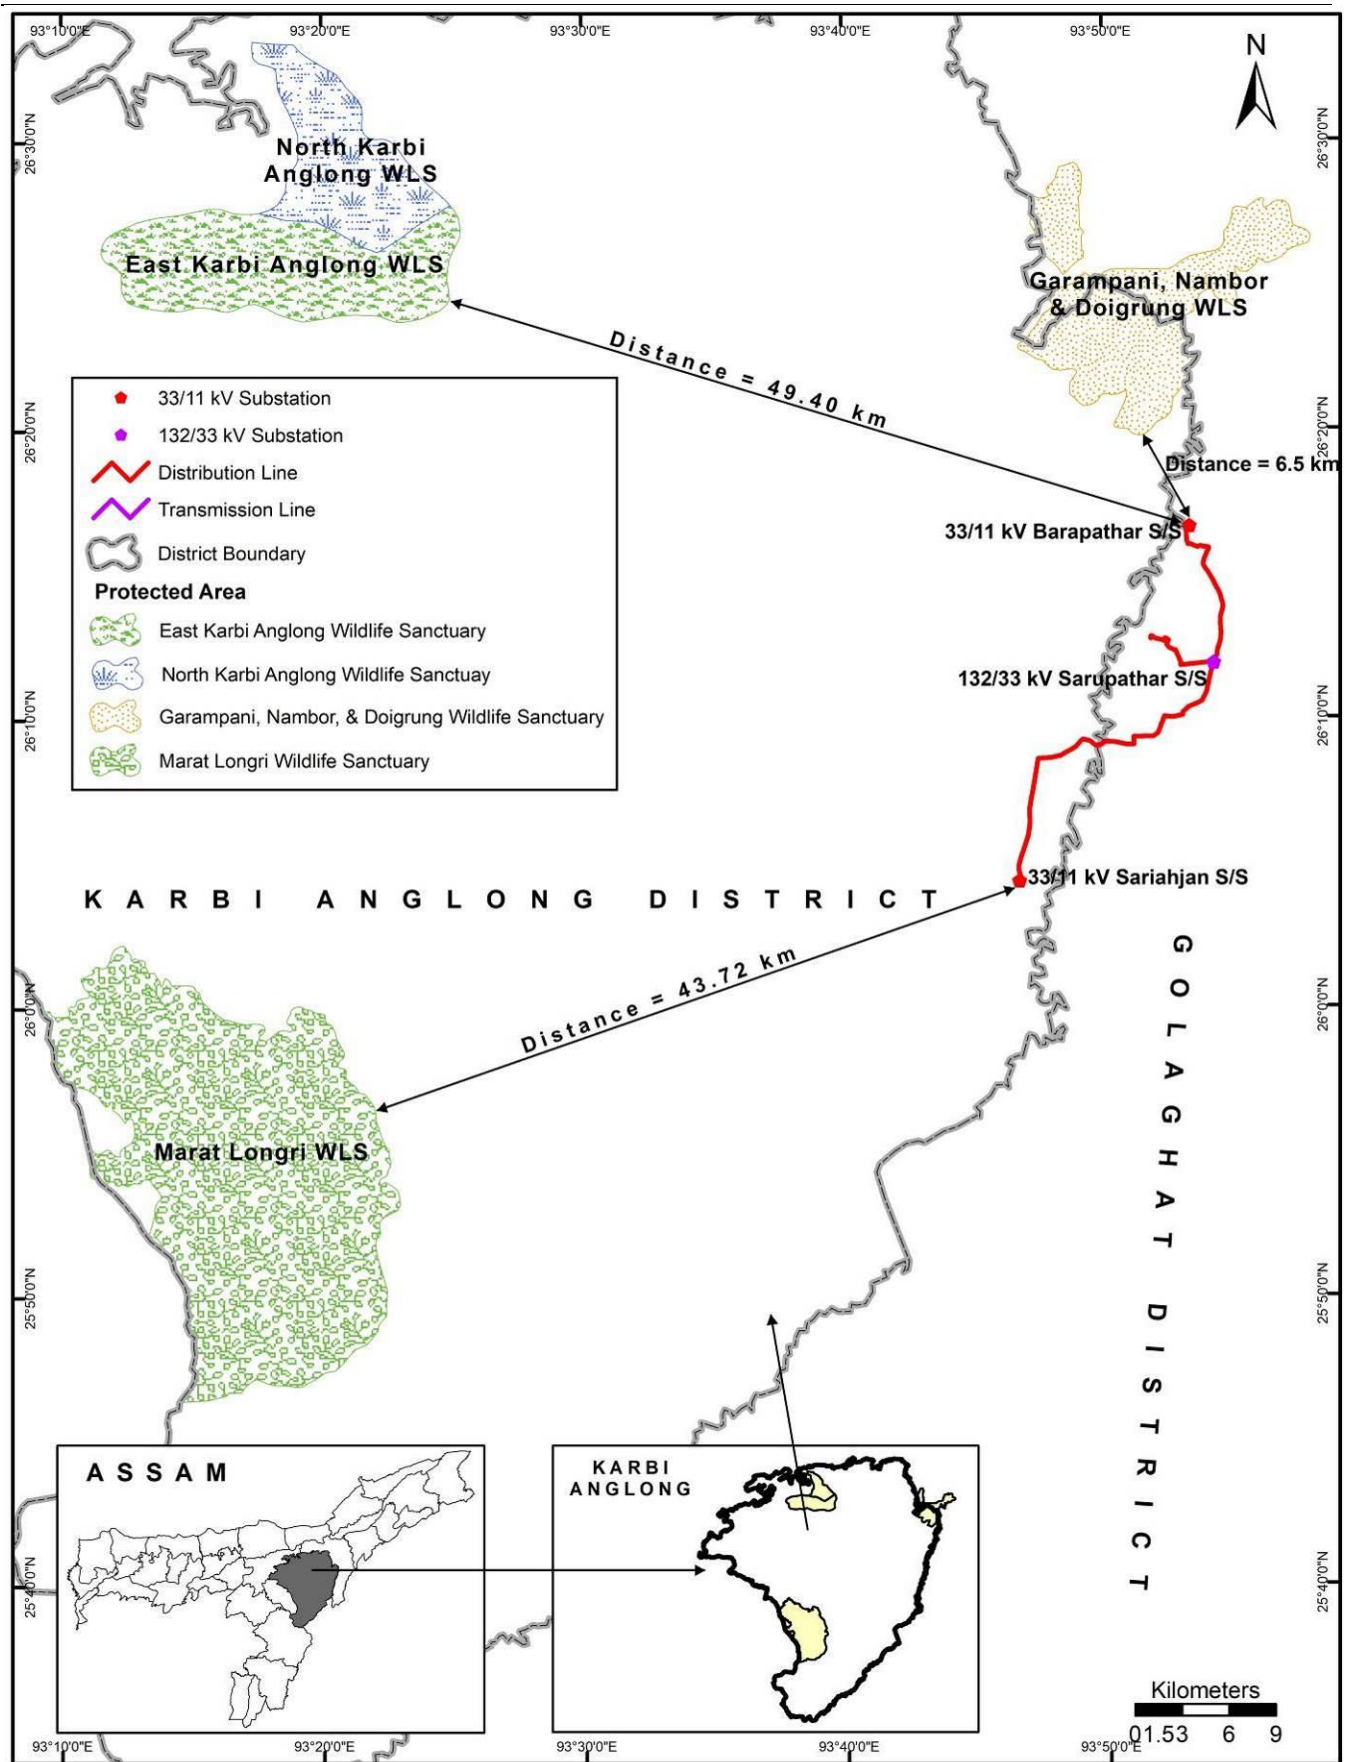 93°10'0"E
93°20'0"E
93°30'0"E
93°40'0"E
93°50'0"E
N
26°30'0"N
26°30'0"N
North Karbi
Anglong WLS
East Karbi Anglong WLS
Garampani, Nambor
& Doigrung WLS
Distance = 49.40 km
26°20'0"N
26°20'0"N
Distance = 6.5 km
33/11 kV Substation
132/33 kV Substation
Distribution Line
Transmission Line
District Boundary
Protected Area
East Karbi Anglong Wildlife Sanctuary
North Karbi Anglong Wildlife Sanctuay
Garampani, Nambor, & Doigrung Wildlife Sanctuary
Marat Longri Wildlife Sanctuary
33/11 kV Barapathar S/S
132/33 kV Sarupathar S/S
26°10'0"N
26°10'0"N
33/11 kV Sariahjan S/S
KARBI ANGLONG DISTRICT
GOLAGHAT DISTRICT
Distance = 43.72 km
26°0'0"N
26°0'0"N
Marat Longri WLS
25°50'0"N
25°50'0"N
ASSAM
KARBI
ANGLONG
25°40'0"N
25°40'0"N
Kilometers
01.53 6 9
93°10'0"E
93°20'0"E
93°30'0"E
93°40'0"E
93°50'0"E